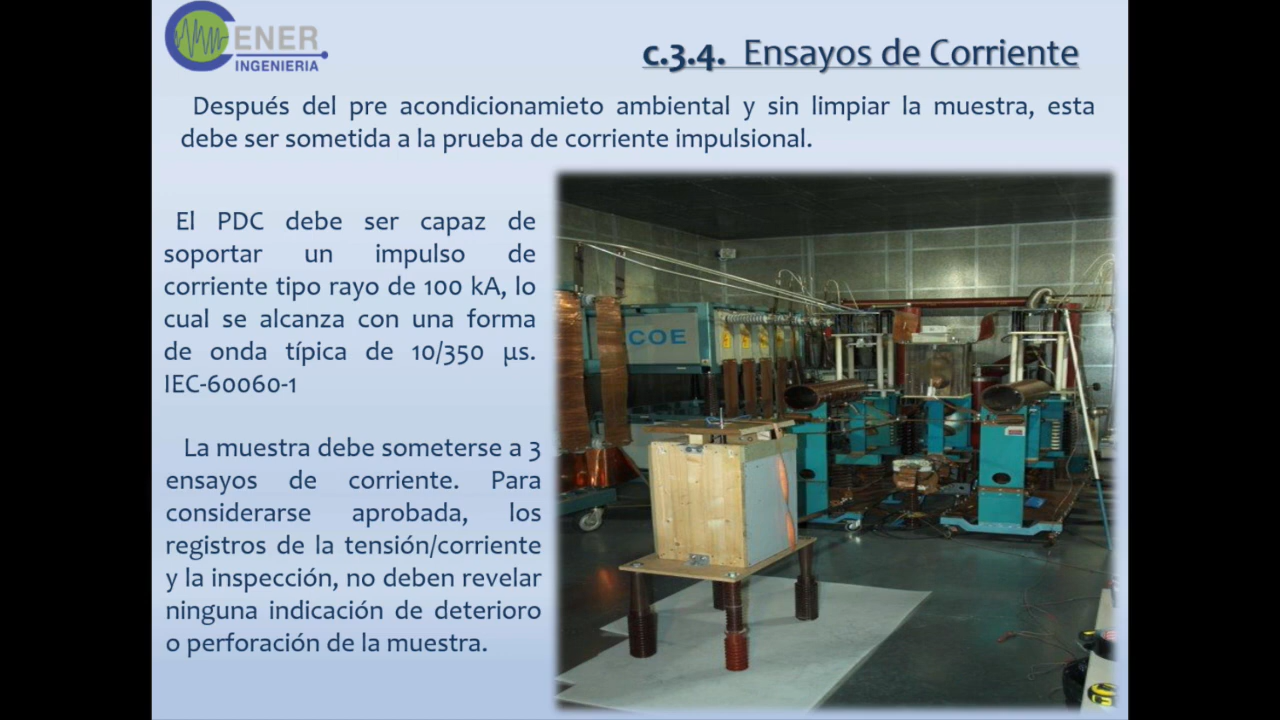 ENER
INGENIERIA
c.3.4. Ensayos de Corriente
Después del pre acondicionamieto ambiental y sin limpiar la muestra, esta
debe ser sometida a la prueba de corriente impulsional.
El PDC debe ser capaz de
soportar un impulso de
corriente tipo rayo de 100 kA, lo
cual se alcanza con una forma
de onda típica de 10/350 µs.
IEC-60060-1
La muestra debe someterse a 3
ensayos de corriente. Para
considerarse aprobada, los
registros de la tensión/corriente
y la inspección, no deben revelar
ninguna indicación de deterioro
o perforación de la muestra.
COE